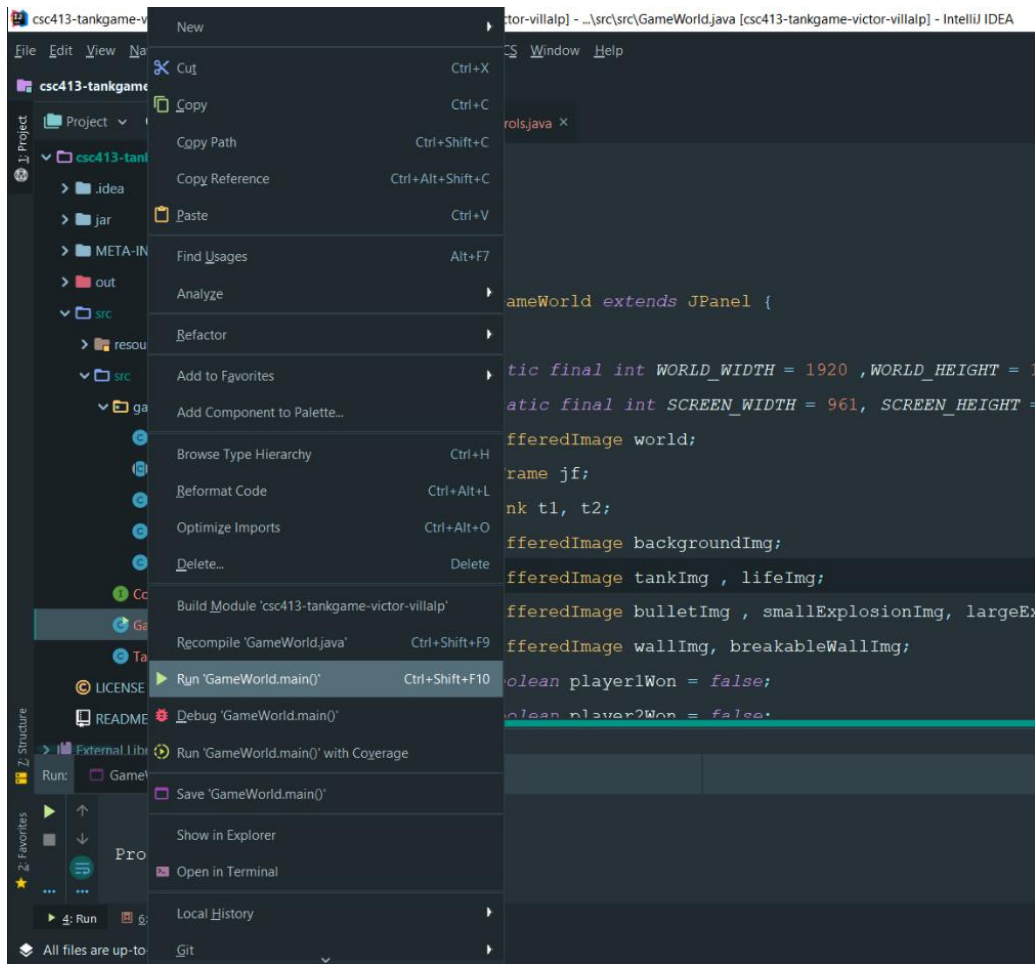 csc413-tankgame-v
ctor-villalp] - ...\src\src\GameWorld.java [csc413-tankgame-victor-villalp] - IntelliJ IDEA
File Edit View Na
CS Window Help
csc413-tankgame
1: Project
Project
rols.java ×
csc413-tank
.idea
jar
META-IN
out
src
resou
src
ga
Co
Ga
Ta
LICENSE
README
External Libr
New
Cut Ctrl+X
Copy Ctrl+C
Copy Path Ctrl+Shift+C
Copy Reference Ctrl+Alt+Shift+C
Paste Ctrl+V
Find Usages Alt+F7
Analyze
Refactor
Add to Favorites
Add Component to Palette...
Browse Type Hierarchy Ctrl+H
Reformat Code Ctrl+Alt+L
Optimize Imports Ctrl+Alt+O
Delete... Delete
Build Module 'csc413-tankgame-victor-villalp'
Recompile 'GameWorld.java' Ctrl+Shift+F9
Run 'GameWorld.main()' Ctrl+Shift+F10
Debug 'GameWorld.main()'
Run 'GameWorld.main()' with Coverage
Save 'GameWorld.main()'
Show in Explorer
Open in Terminal
Local History
Git
ameWorld extends JPanel {
tic final int WORLD_WIDTH = 1920 ,WORLD_HEIGHT = 1
atic final int SCREEN_WIDTH = 961, SCREEN_HEIGHT =
fferedImage world;
rame jf;
nk t1, t2;
fferedImage backgroundImg;
fferedImage tankImg , lifeImg;
fferedImage bulletImg , smallExplosionImg, largeEx
fferedImage wallImg, breakableWallImg;
olean player1Won = false;
olean player2Won = false;
Z: Structure
2: Favorites
Run: GameW
Pro
4: Run 6:
All files are up-to-